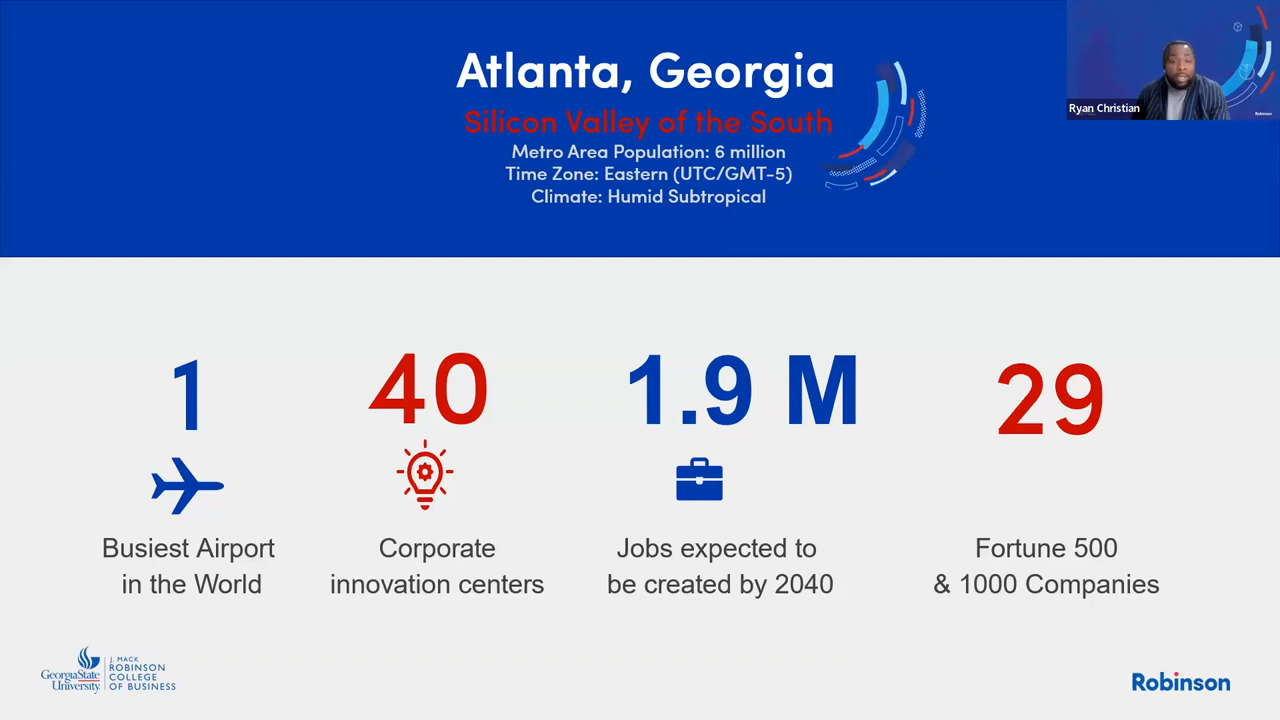 Atlanta, Georgia
Silicon Valley of the South
Metro Area Population: 6 million
Time Zone: Eastern (UTC/GMT-5)
Climate: Humid Subtropical
Ryan Christian
Robinson
1
Busiest Airport
in the World
40
Corporate
innovation centers
1.9 M
Jobs expected to
be created by 2040
29
Fortune 500
& 1000 Companies
GeorgiaState
University
J. MACK
ROBINSON
COLLEGE
OF BUSINESS
Robinson